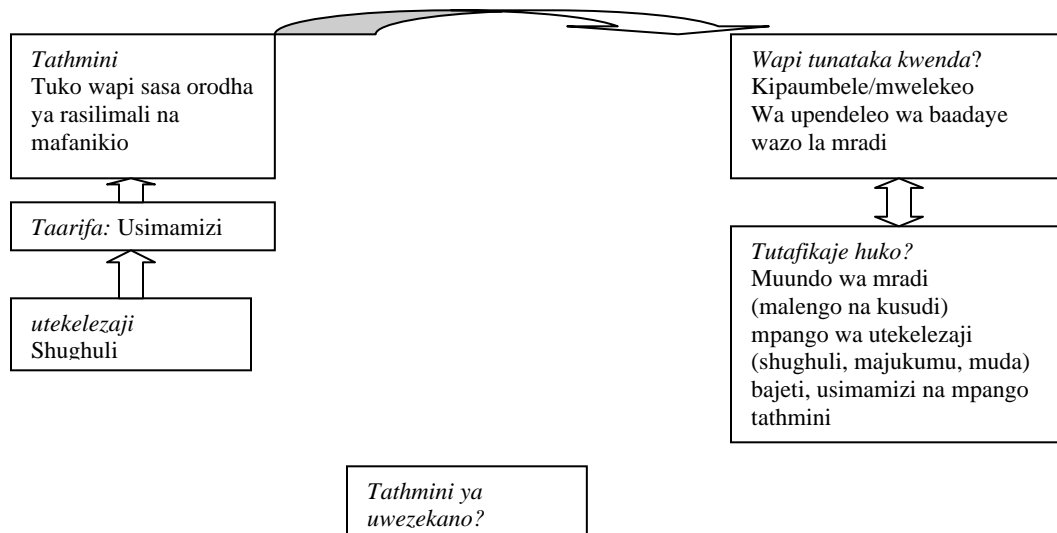 Tathmini
Tuko wapi sasa orodha
ya rasilimali na
mafanikio
Wapi tunataka kwenda?
Kipaumbele/mwelekeo
Wa upendeleo wa baadaye
wazo la mradi
Taarifa: Usimamizi
Tutafikaje huko?
Muundo wa mradi
(malengo na kusudi)
mpango wa utekelezaji
(shughuli, majukumu, muda)
bajeti, usimamizi na mpango
tathmini
utekelezaji
Shughuli
Tathmini ya
uwezekano?